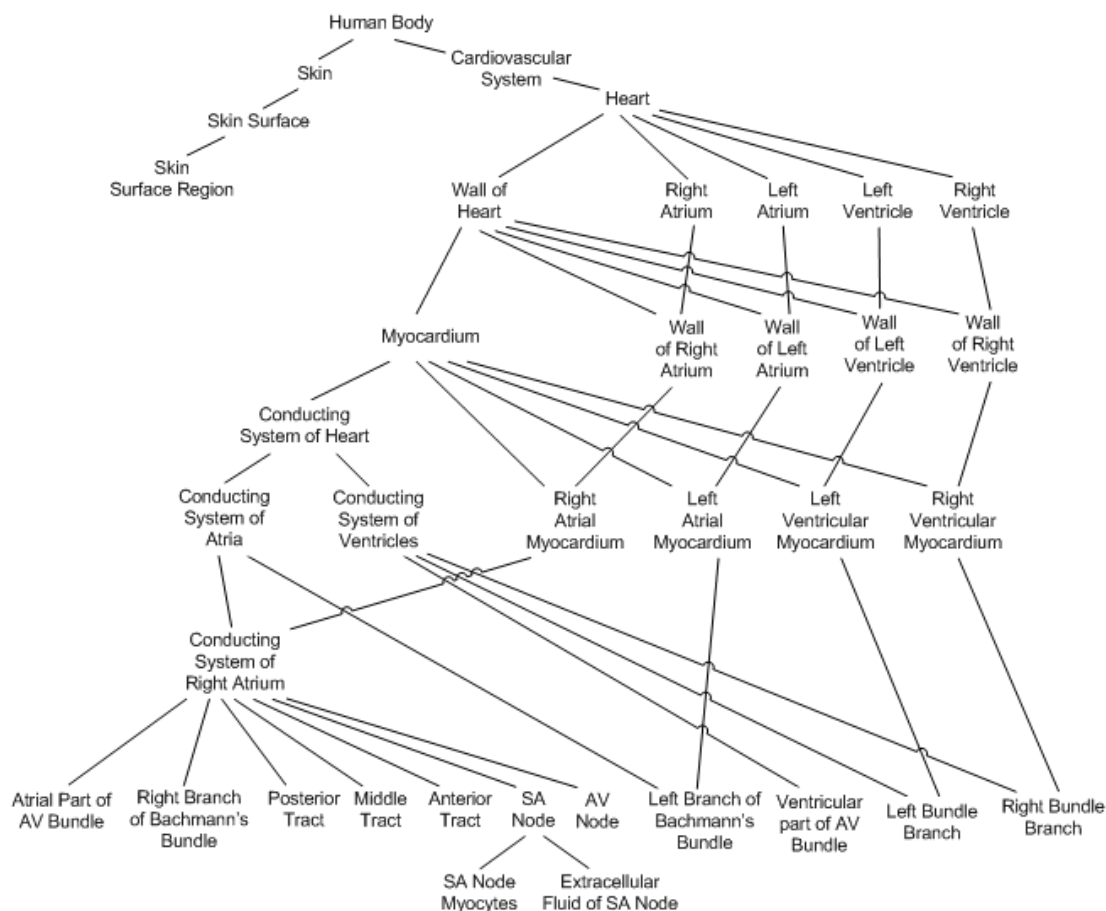 Human Body
Cardiovascular
System
Skin
Heart
Skin Surface
Skin
Surface Region
Wall of
Heart
Right
Atrium
Left
Atrium
Left
Ventricle
Right
Ventricle
Myocardium
Wall
of Right
Atrium
Wall
of Left
Atrium
Wall
of Left
Ventricle
Wall
of Right
Ventricle
Conducting
System of Heart
Conducting
System of
Atria
Conducting
System of
Ventricles
Right
Atrial
Myocardium
Left
Atrial
Myocardium
Left
Ventricular
Myocardium
Right
Ventricular
Myocardium
Conducting
System of
Right Atrium
Atrial Part of
AV Bundle
Right Branch
of Bachmann's
Bundle
Posterior
Tract
Middle
Tract
Anterior
Tract
SA
Node
AV
Node
Left Branch of
Bachmann's
Bundle
Ventricular
part of AV
Bundle
Left Bundle
Branch
Right Bundle
Branch
SA Node
Myocytes
Extracellular
Fluid of SA Node